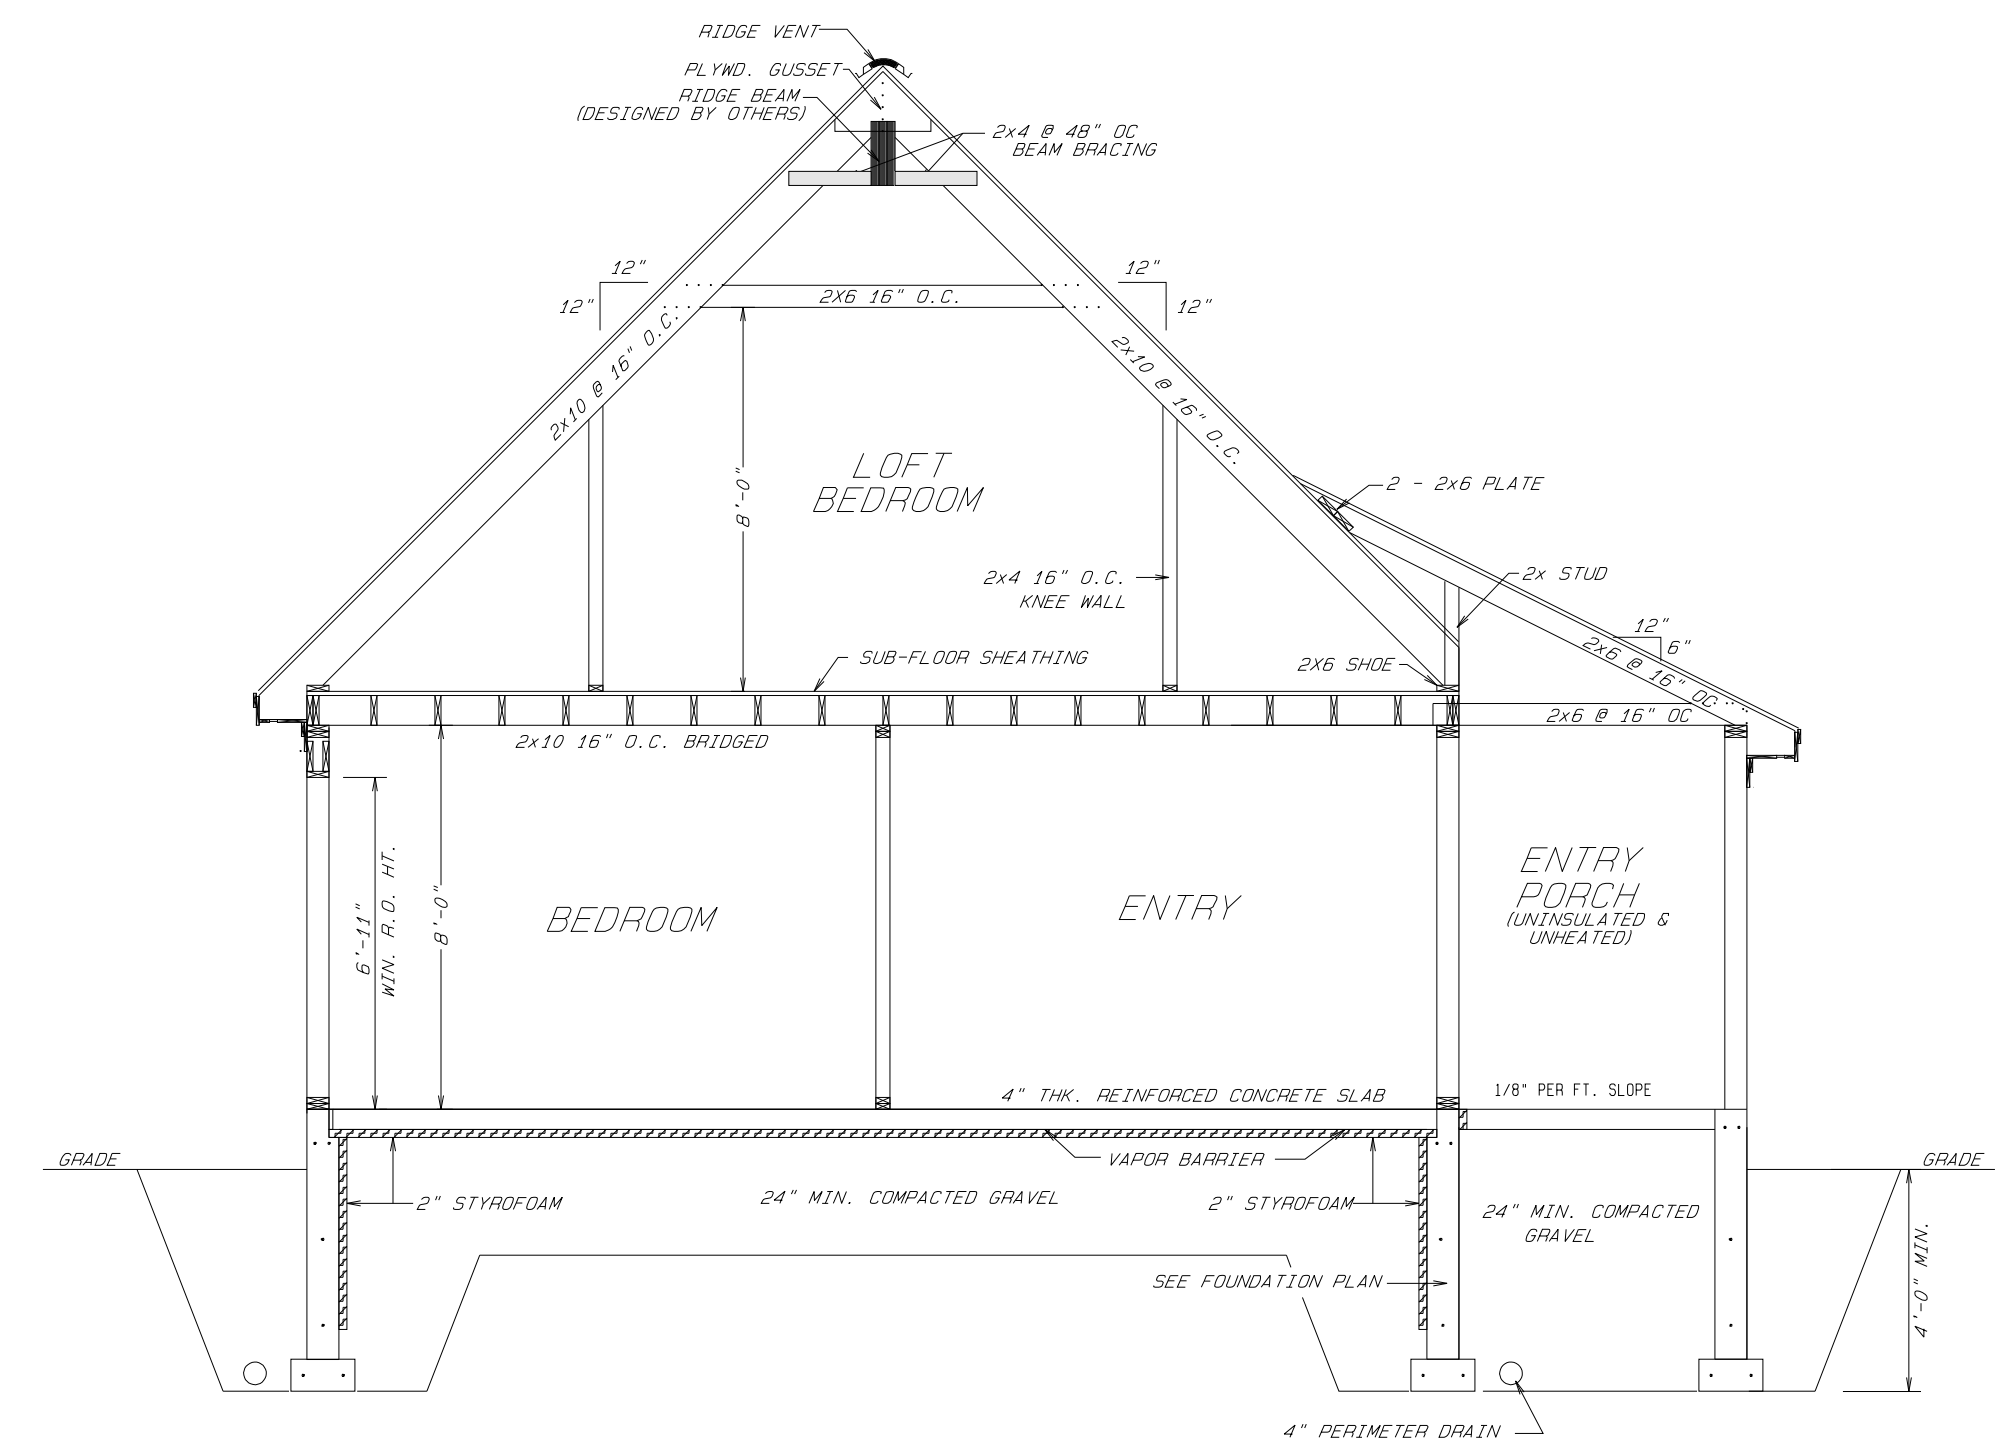 RIDGE VENT
PLYWD. GUSSET
RIDGE BEAM
(DESIGNED BY OTHERS)
2x4 @ 48" OC
BEAM BRACING
12"
12"
12"
12"
2X6 16" O.C.
2x10 @ 16" O.C.
2x10 @ 16" O.C.
LOFT
BEDROOM
8'-0"
2 - 2x6 PLATE
2x4 16" O.C.
KNEE WALL
2x STUD
12"
6"
2x6 @ 16" OC
SUB-FLOOR SHEATHING
2X6 SHOE
2x6 @ 16" OC
2x10 16" O.C. BRIDGED
6'-11"
WIN. R.O. HT.
8'-0"
BEDROOM
ENTRY
ENTRY
PORCH
(UNINSULATED &
UNHEATED)
4" THK. REINFORCED CONCRETE SLAB
1/8" PER FT. SLOPE
GRADE
VAPOR BARRIER
GRADE
2" STYROFOAM
24" MIN. COMPACTED GRAVEL
2" STYROFOAM
24" MIN. COMPACTED
GRAVEL
SEE FOUNDATION PLAN
4'-0" MIN.
4" PERIMETER DRAIN